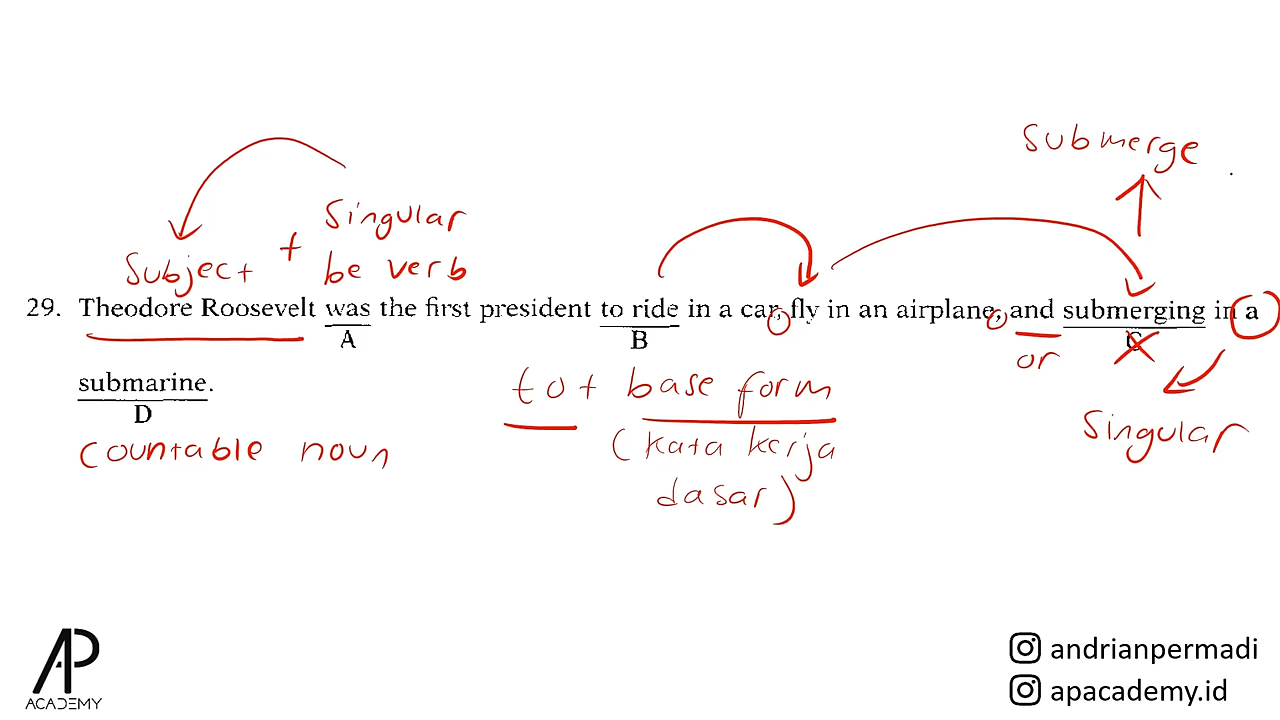 submerge
Singular
Subject + be verb
29. Theodore Roosevelt was the first president to ride in a car, fly in an airplane, and submerging in a
A B C
or
submarine.
D
to + base form
Singular
countable noun
(kata kerja
dasar)
AP
ACADEMY
andrianpermadi
apacademy.id